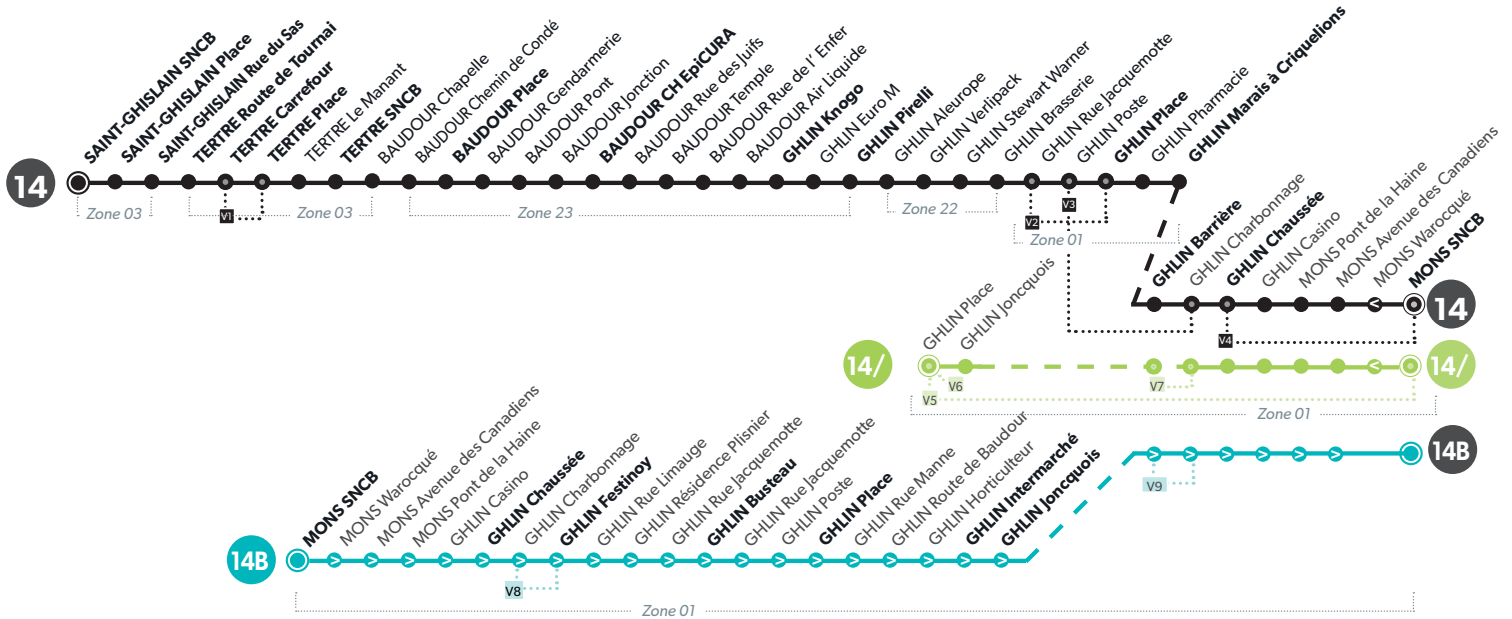 14
SAINT-GHISLAIN SNCB
SAINT-GHISLAIN Place
SAINT-GHISLAIN Rue du Sas
TERTRE Route de Tournai
TERTRE Carrefour
TERTRE Place
TERTRE Le Manant
TERTRE SNCB
BAUDOUR Chapelle
BAUDOUR Chemin de Condé
BAUDOUR Place
BAUDOUR Gendarmerie
BAUDOUR Pont
BAUDOUR Jonction
BAUDOUR CH EpiCURA
BAUDOUR Rue des Juifs
BAUDOUR Temple
BAUDOUR Rue de l' Enfer
BAUDOUR Air Liquide
GHLIN Knogo
GHLIN Euro M
GHLIN Pirelli
GHLIN Aleurope
GHLIN Verlipack
GHLIN Stewart Warner
GHLIN Brasserie
GHLIN Rue Jacquemotte
GHLIN Poste
GHLIN Place
GHLIN Pharmacie
GHLIN Marais à Criquelions
Zone 03
V1
Zone 03
Zone 23
Zone 22
V2
V3
Zone 01
GHLIN Barrière
GHLIN Charbonnage
GHLIN Chaussée
GHLIN Casino
MONS Pont de la Haine
MONS Avenue des Canadiens
MONS Warocqué
MONS SNCB
14
V4
14/
GHLIN Place
GHLIN Joncquois
14/
V5
V6
V7
Zone 01
14B
14B
MONS SNCB
MONS Warocqué
MONS Avenue des Canadiens
MONS Pont de la Haine
GHLIN Casino
GHLIN Chaussée
GHLIN Charbonnage
GHLIN Festinoy
GHLIN Rue Limauge
GHLIN Résidence Plisnier
GHLIN Rue Jacquemotte
GHLIN Busteau
GHLIN Rue Jacquemotte
GHLIN Poste
GHLIN Place
GHLIN Rue Manne
GHLIN Route de Baudour
GHLIN Horticulteur
GHLIN Intermarché
GHLIN Joncquois
V8
V9
Zone 01